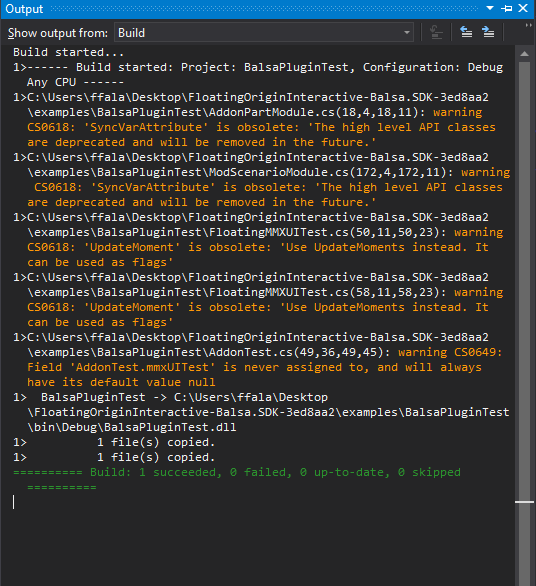 Output
Show output from: Build
Build started...
1>------ Build started: Project: BalsaPluginTest, Configuration: Debug
Any CPU ------
1>C:\Users\ffala\Desktop\FloatingOriginInteractive-Balsa.SDK-3ed8aa2
\examples\BalsaPluginTest\AddonPartModule.cs(18,4,18,11): warning
CS0618: 'SyncVarAttribute' is obsolete: 'The high level API classes
are deprecated and will be removed in the future.'
1>C:\Users\ffala\Desktop\FloatingOriginInteractive-Balsa.SDK-3ed8aa2
\examples\BalsaPluginTest\ModScenarioModule.cs(172,4,172,11): warning
CS0618: 'SyncVarAttribute' is obsolete: 'The high level API classes
are deprecated and will be removed in the future.'
1>C:\Users\ffala\Desktop\FloatingOriginInteractive-Balsa.SDK-3ed8aa2
\examples\BalsaPluginTest\FloatingMMXUITest.cs(50,11,50,23): warning
CS0618: 'UpdateMoment' is obsolete: 'Use UpdateMoments instead. It
can be used as flags'
1>C:\Users\ffala\Desktop\FloatingOriginInteractive-Balsa.SDK-3ed8aa2
\examples\BalsaPluginTest\FloatingMMXUITest.cs(58,11,58,23): warning
CS0618: 'UpdateMoment' is obsolete: 'Use UpdateMoments instead. It
can be used as flags'
1>C:\Users\ffala\Desktop\FloatingOriginInteractive-Balsa.SDK-3ed8aa2
\examples\BalsaPluginTest\AddonTest.cs(49,36,49,45): warning CS0649:
Field 'AddonTest.mmxUITest' is never assigned to, and will always
have its default value null
1>  BalsaPluginTest -> C:\Users\ffala\Desktop
\FloatingOriginInteractive-Balsa.SDK-3ed8aa2\examples\BalsaPluginTest
\bin\Debug\BalsaPluginTest.dll
1>          1 file(s) copied.
1>          1 file(s) copied.
========== Build: 1 succeeded, 0 failed, 0 up-to-date, 0 skipped
==========